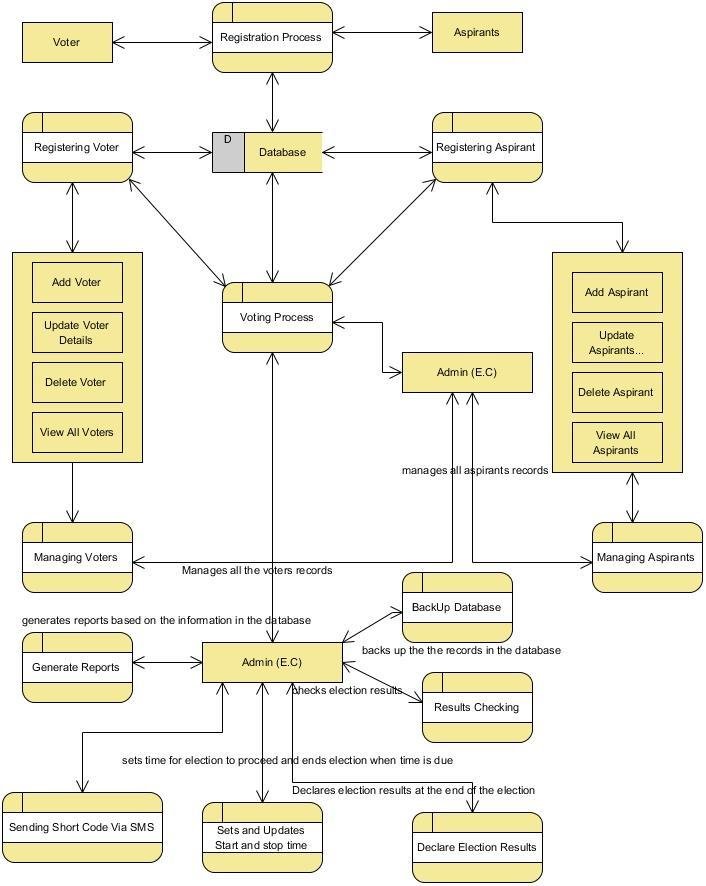 Voter
Registration Process
Aspirants
Registering Voter
D
Database
Registering Aspirant
Add Voter
Update Voter
Details
Delete Voter
View All Voters
Voting Process
Admin (E.C)
Add Aspirant
Update
Aspirants...
Delete Aspirant
View All
Aspirants
manages all aspirants records
Managing Voters
Manages all the voters records
Managing Aspirants
BackUp Database
generates reports based on the information in the database
backs up the the records in the database
Generate Reports
Admin (E.C)
checks election results
Results Checking
sets time for election to proceed and ends election when time is due
Declares election results at the end of the election
Sending Short Code Via SMS
Sets and Updates
Start and stop time
Declare Election Results